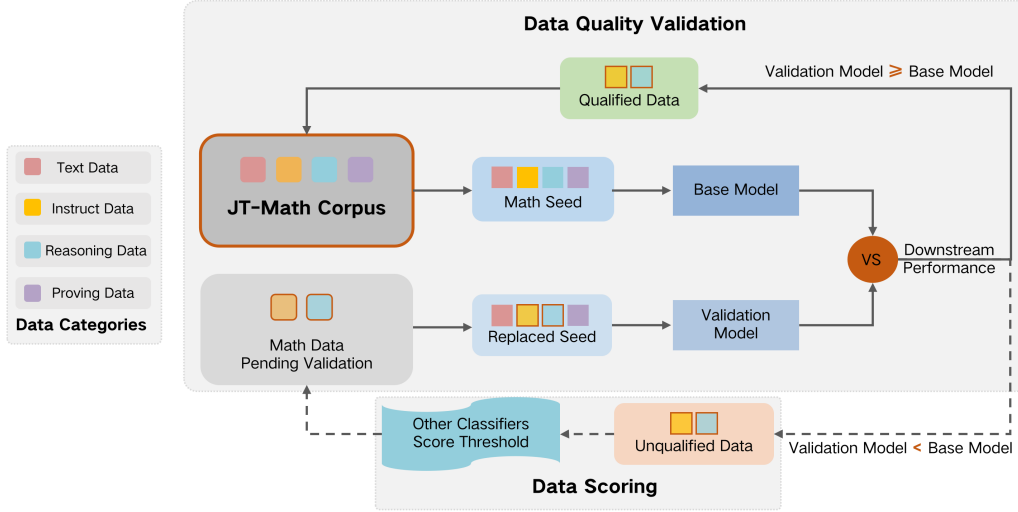 Data Quality Validation
Validation Model ⩾ Base Model
Qualified Data
Text Data
Instruct Data
Reasoning Data
Proving Data
Data Categories
JT-Math Corpus
Math Seed
Base Model
VS
Downstream
Performance
Math Data
Pending Validation
Replaced Seed
Validation
Model
Other Classifiers
Score Threshold
Unqualified Data
Validation Model < Base Model
Data Scoring